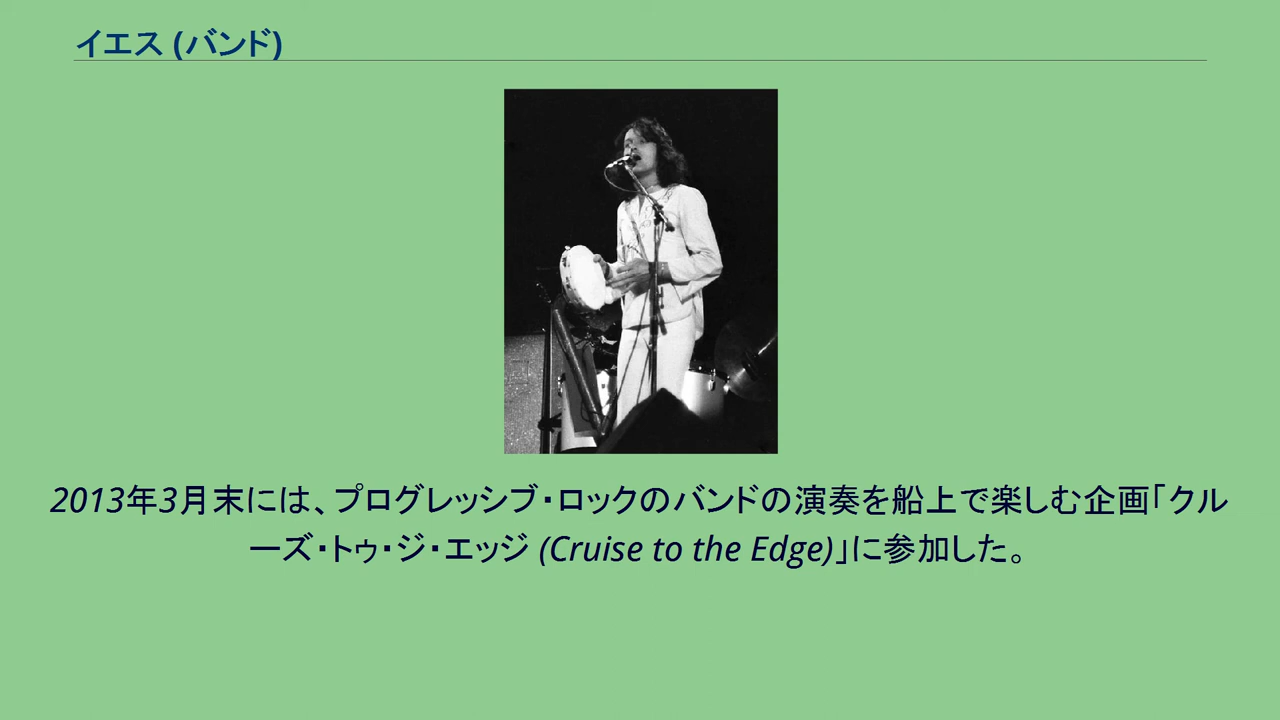 イエス (バンド)
2013年3月末には、プログレッシブ・ロックのバンドの演奏を船上で楽しむ企画「クル
ーズ・トゥ・ジ・エッジ (Cruise to the Edge)」に参加した。